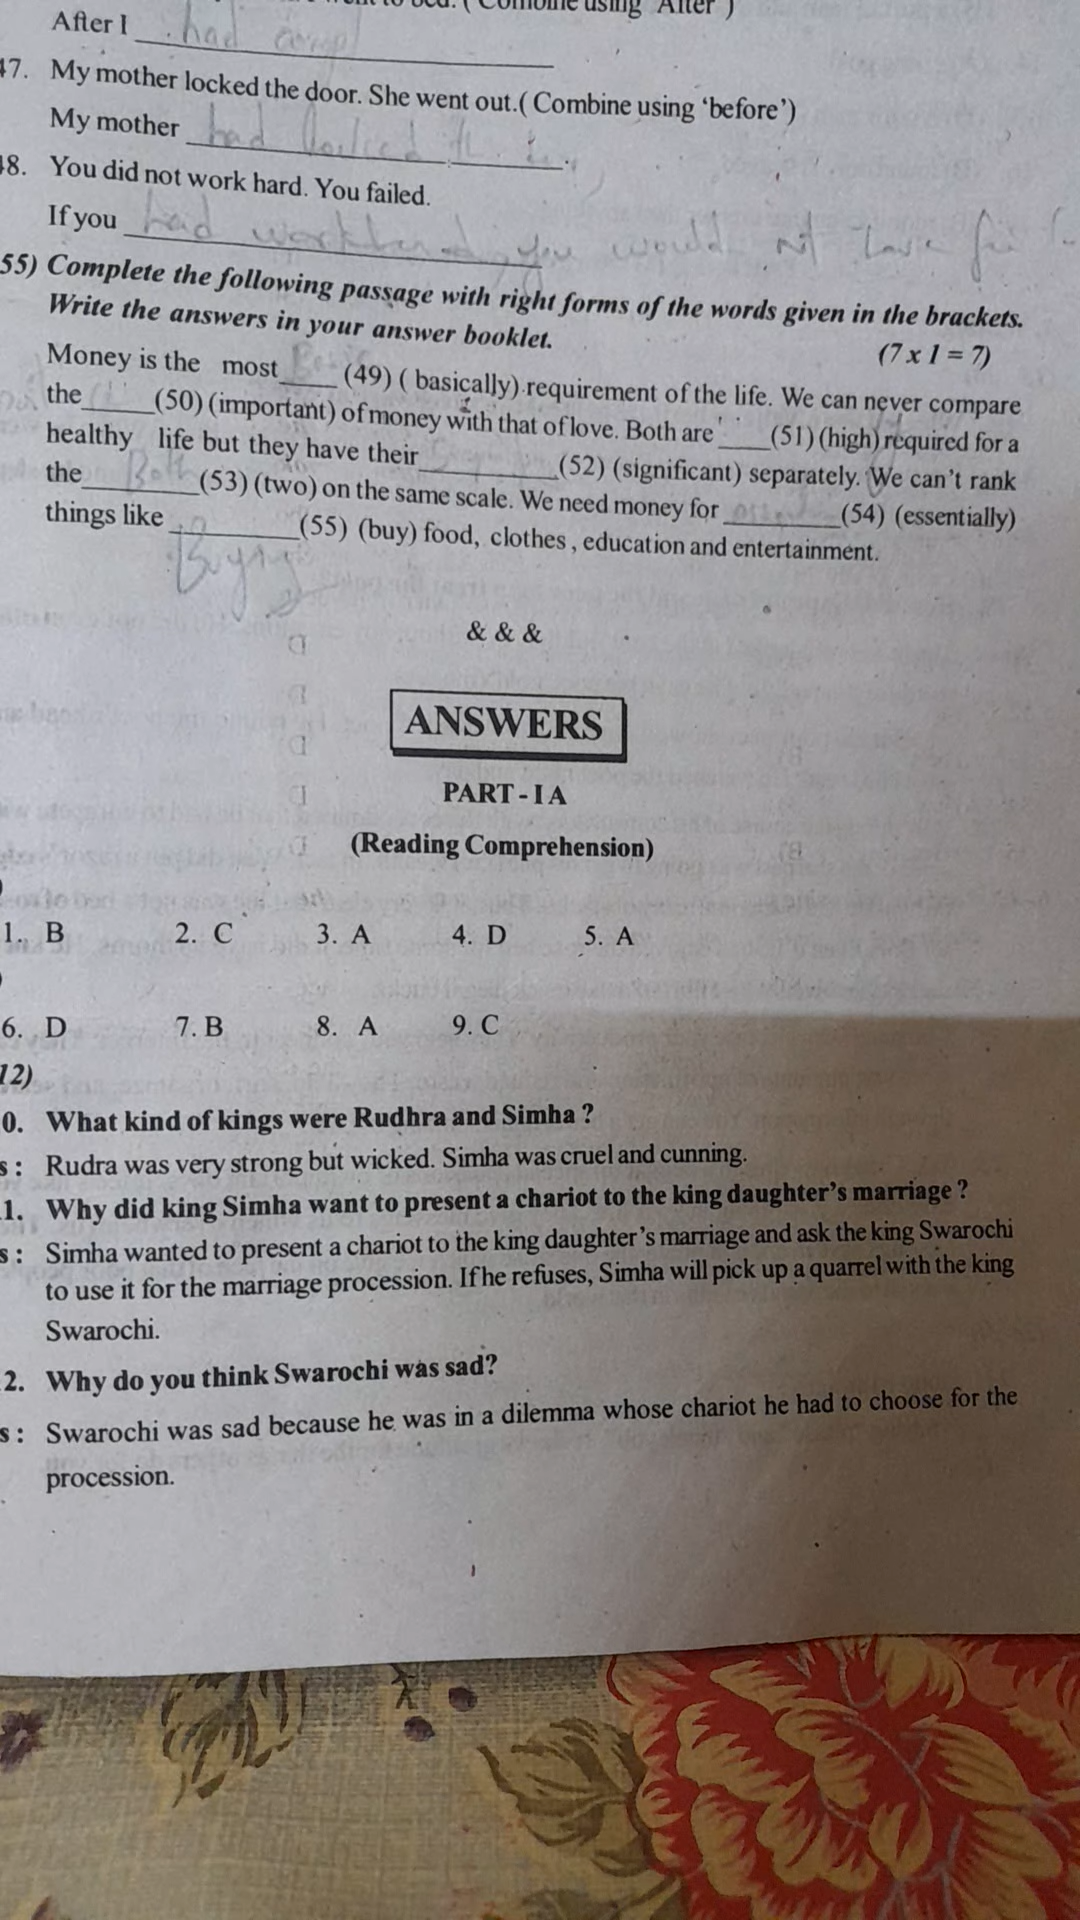 After I had
47. My mother locked the door. She went out.( Combine using ‘before’)
My mother had locked
48. You did not work hard. You failed.
If you had work hard you would not have
55) Complete the following passage with right forms of the words given in the brackets.
Write the answers in your answer booklet. (7 x 1 = 7)
Money is the most ____ (49) ( basically) requirement of the life. We can never compare
the ____ (50) (important) of money with that of love. Both are ____ (51) (high) required for a
healthy life but they have their ____ (52) (significant) separately. We can’t rank
the Both (53) (two) on the same scale. We need money for ____ (54) (essentially)
things like ____ (55) (buy) food, clothes, education and entertainment.
Buying
& & &
ANSWERS
PART - I A
(Reading Comprehension)
1. B 2. C 3. A 4. D 5. A
6. D 7. B 8. A 9. C
12)
0. What kind of kings were Rudhra and Simha ?
s : Rudra was very strong but wicked. Simha was cruel and cunning.
1. Why did king Simha want to present a chariot to the king daughter’s marriage ?
s : Simha wanted to present a chariot to the king daughter’s marriage and ask the king Swarochi
to use it for the marriage procession. If he refuses, Simha will pick up a quarrel with the king
Swarochi.
2. Why do you think Swarochi was sad?
s : Swarochi was sad because he was in a dilemma whose chariot he had to choose for the
procession.